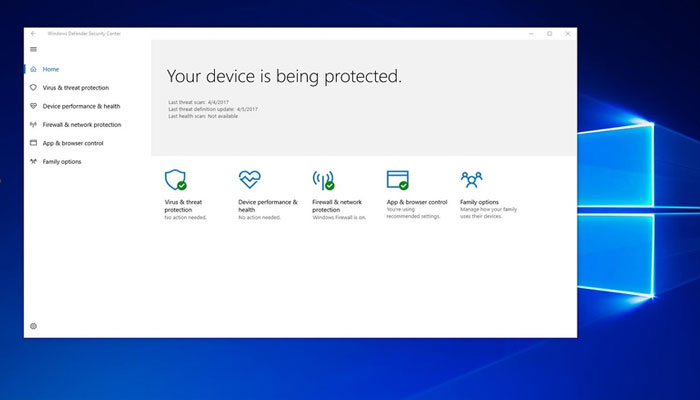 Windows Defender Security Center
Home
Virus & threat protection
Device performance & health
Firewall & network protection
App & browser control
Family options
Your device is being protected.
Last threat scan: 4/4/2017
Last threat definition update: 4/5/2017
Last health scan: Not available
Virus & threat
protection
No action needed.
Device performance &
health
No action needed.
Firewall & network
protection
Windows Firewall is on.
App & browser control
You're using
recommended settings.
Family options
Manage how your family
uses their devices.